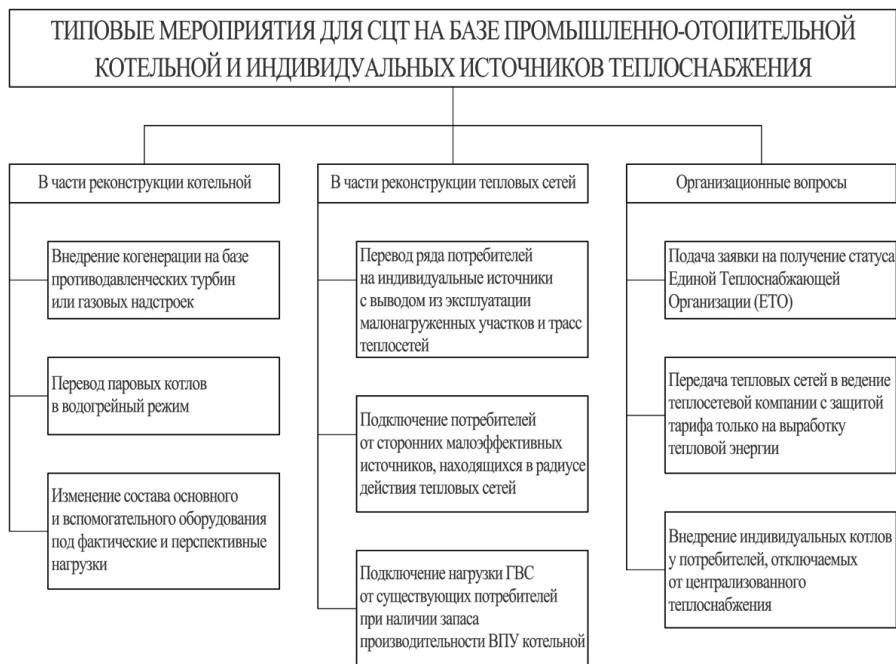 ТИПОВЫЕ МЕРОПРИЯТИЯ ДЛЯ СЦТ НА БАЗЕ ПРОМЫШЛЕННО-ОТОПИТЕЛЬНОЙ
КОТЕЛЬНОЙ И ИНДИВИДУАЛЬНЫХ ИСТОЧНИКОВ ТЕПЛОСНАБЖЕНИЯ
В части реконструкции котельной
Внедрение когенерации на базе
противодавленческих турбин
или газовых надстроек
Перевод паровых котлов
в водогрейный режим
Изменение состава основного
и вспомогательного оборудования
под фактические и перспективные
нагрузки
В части реконструкции тепловых сетей
Перевод ряда потребителей
на индивидуальные источники
с выводом из эксплуатации
малонагруженных участков и трасс
теплосетей
Подключение потребителей
от сторонних малоэффективных
источников, находящихся в радиусе
действия тепловых сетей
Подключение нагрузки ГВС
от существующих потребителей
при наличии запаса
производительности ВПУ котельной
Организационные вопросы
Подача заявки на получение статуса
Единой Теплоснабжающей
Организации (ЕТО)
Передача тепловых сетей в ведение
теплосетевой компании с защитой
тарифа только на выработку
тепловой энергии
Внедрение индивидуальных котлов
у потребителей, отключаемых
от централизованного
теплоснабжения